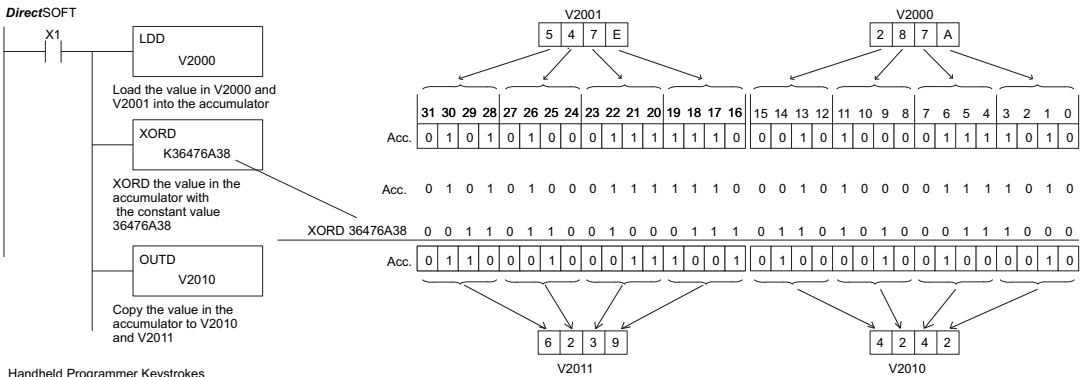 DirectSOFT
V2001 V2000
X1
LDD
5 4 7 E 2 8 7 A
V2000
Load the value in V2000 and
V2001 into the accumulator
31 30 29 28 27 26 25 24 23 22 21 20 19 18 17 16 15 14 13 12 11 10 9 8 7 6 5 4 3 2 1 0
Acc. 0 1 0 1 0 1 0 0 0 1 1 1 1 1 1 0 0 0 1 0 1 0 0 0 0 1 1 1 1 0 1 0
XORD
K36476A38
XORD the value in the
accumulator with
the constant value
36476A38
Acc. 0 1 0 1 0 1 0 0 0 1 1 1 1 1 1 0 0 0 1 0 1 0 0 0 0 1 1 1 1 0 1 0
XORD 36476A38 0 0 1 1 0 1 1 0 0 1 0 0 0 1 1 1 0 1 1 0 1 0 1 0 0 0 1 1 1 0 0 0
Acc. 0 1 1 0 0 0 1 0 0 0 1 1 1 0 0 1 0 1 0 0 0 0 1 0 0 1 0 0 0 0 1 0
OUTD
V2010
Copy the value in the
accumulator to V2010
and V2011
6 2 3 9 4 2 4 2
V2011 V2010
Handheld Programmer Keystrokes